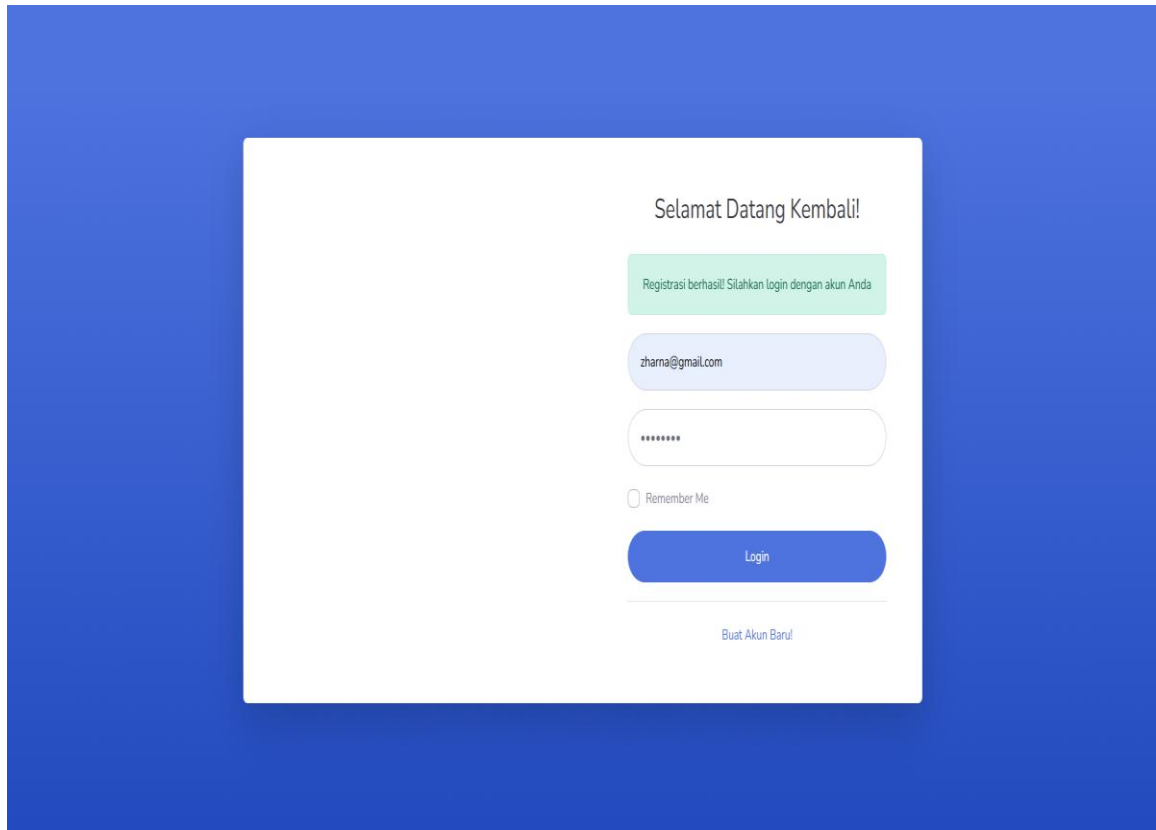 Selamat Datang Kembali!
Registrasi berhasil! Silahkan login dengan akun Anda
zharna@gmail.com
••••••••
Remember Me
Login
Buat Akun Baru!